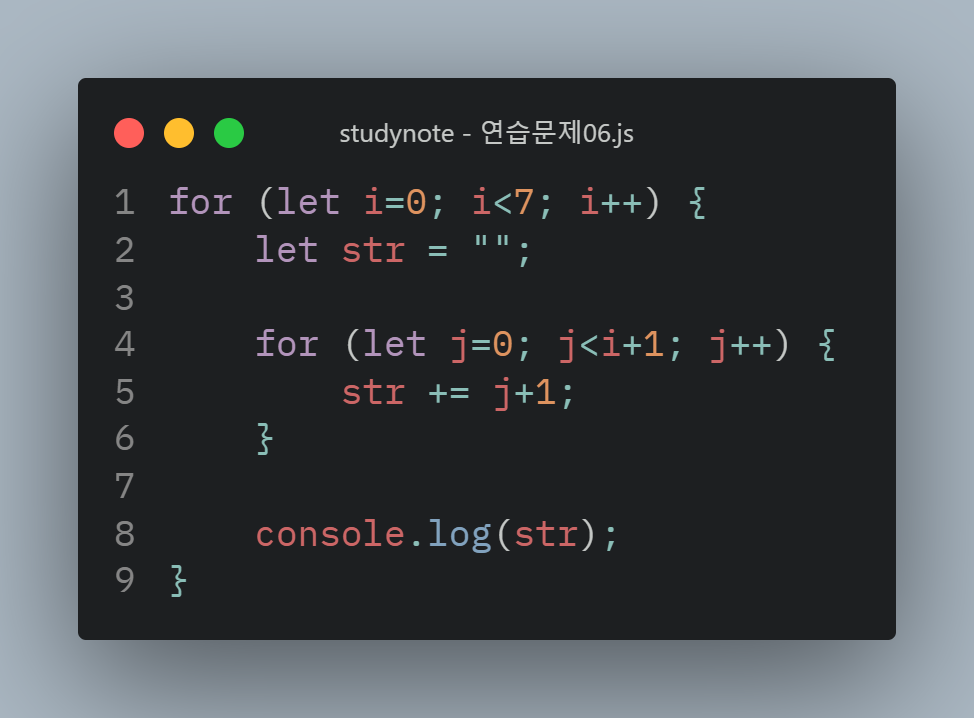 studynote - 연습문제06.js
1 for (let i=0; i<7; i++) {
2     let str = "";
3
4     for (let j=0; j<i+1; j++) {
5         str += j+1;
6     }
7
8     console.log(str);
9 }